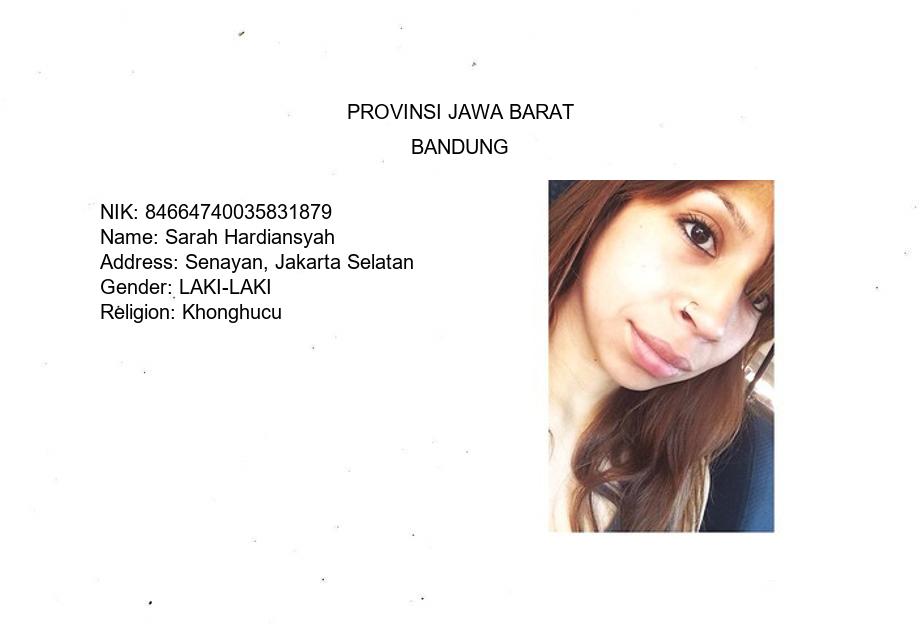 PROVINSI JAWA BARAT
BANDUNG
NIK: 84664740035831879
Name: Sarah Hardiansyah
Address: Senayan, Jakarta Selatan
Gender: LAKI-LAKI
Religion: Khonghucu